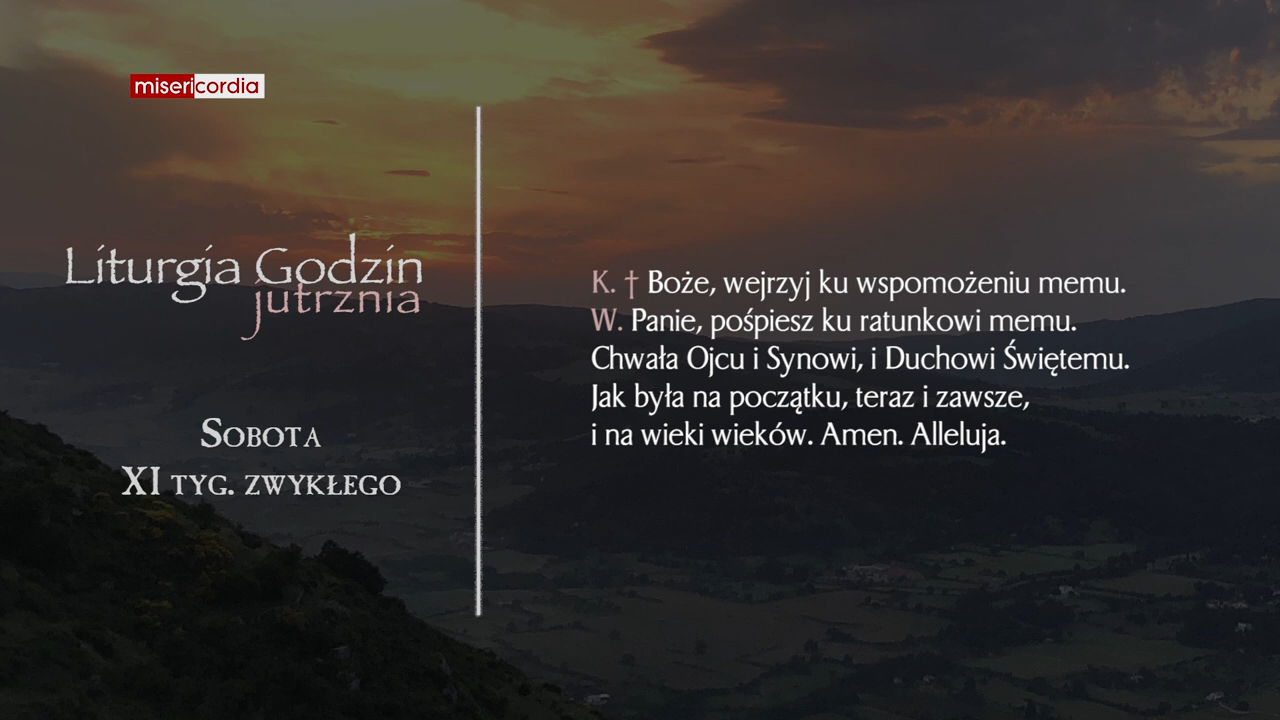 misericordia
Liturgia Godzin
jutrznia
Sobota
XI tyg. zwykłego
K. † Boże, wejrzyj ku wspomożeniu memu.
W. Panie, pośpiesz ku ratunkowi memu.
Chwała Ojcu i Synowi, i Duchowi Świętemu.
Jak była na początku, teraz i zawsze,
i na wieki wieków. Amen. Alleluja.